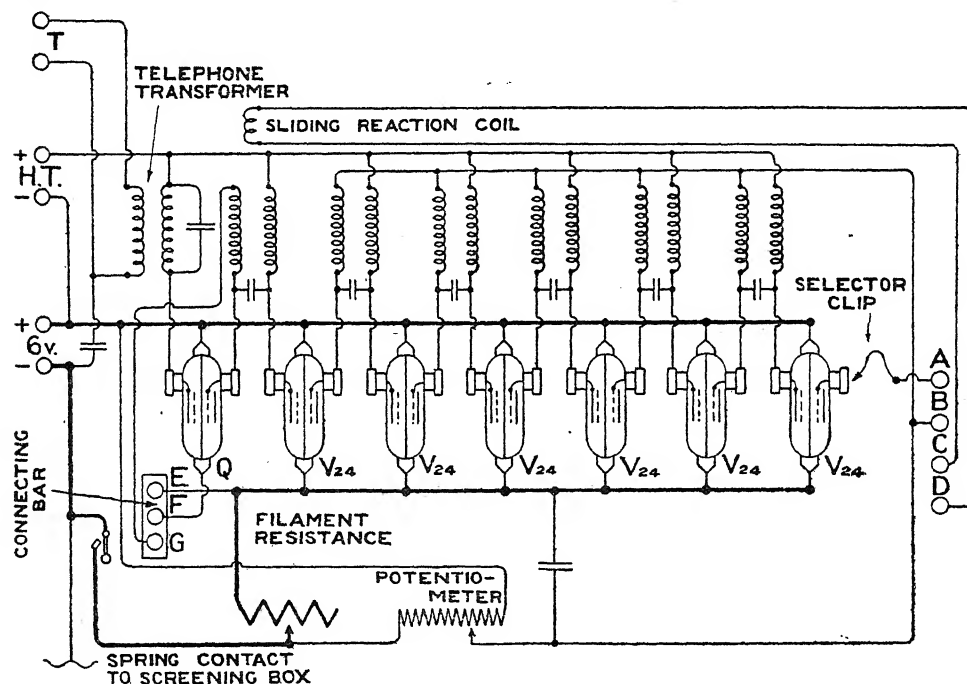 T
TELEPHONE
TRANSFORMER
SLIDING REACTION COIL
+
H.T.
-
SELECTOR
CLIP
+
6v.
-
A
B
C
D
Q
V24
V24
V24
V24
V24
V24
CONNECTING
BAR
E
F
G
FILAMENT
RESISTANCE
POTENTIO-
METER
SPRING CONTACT
TO SCREENING BOX